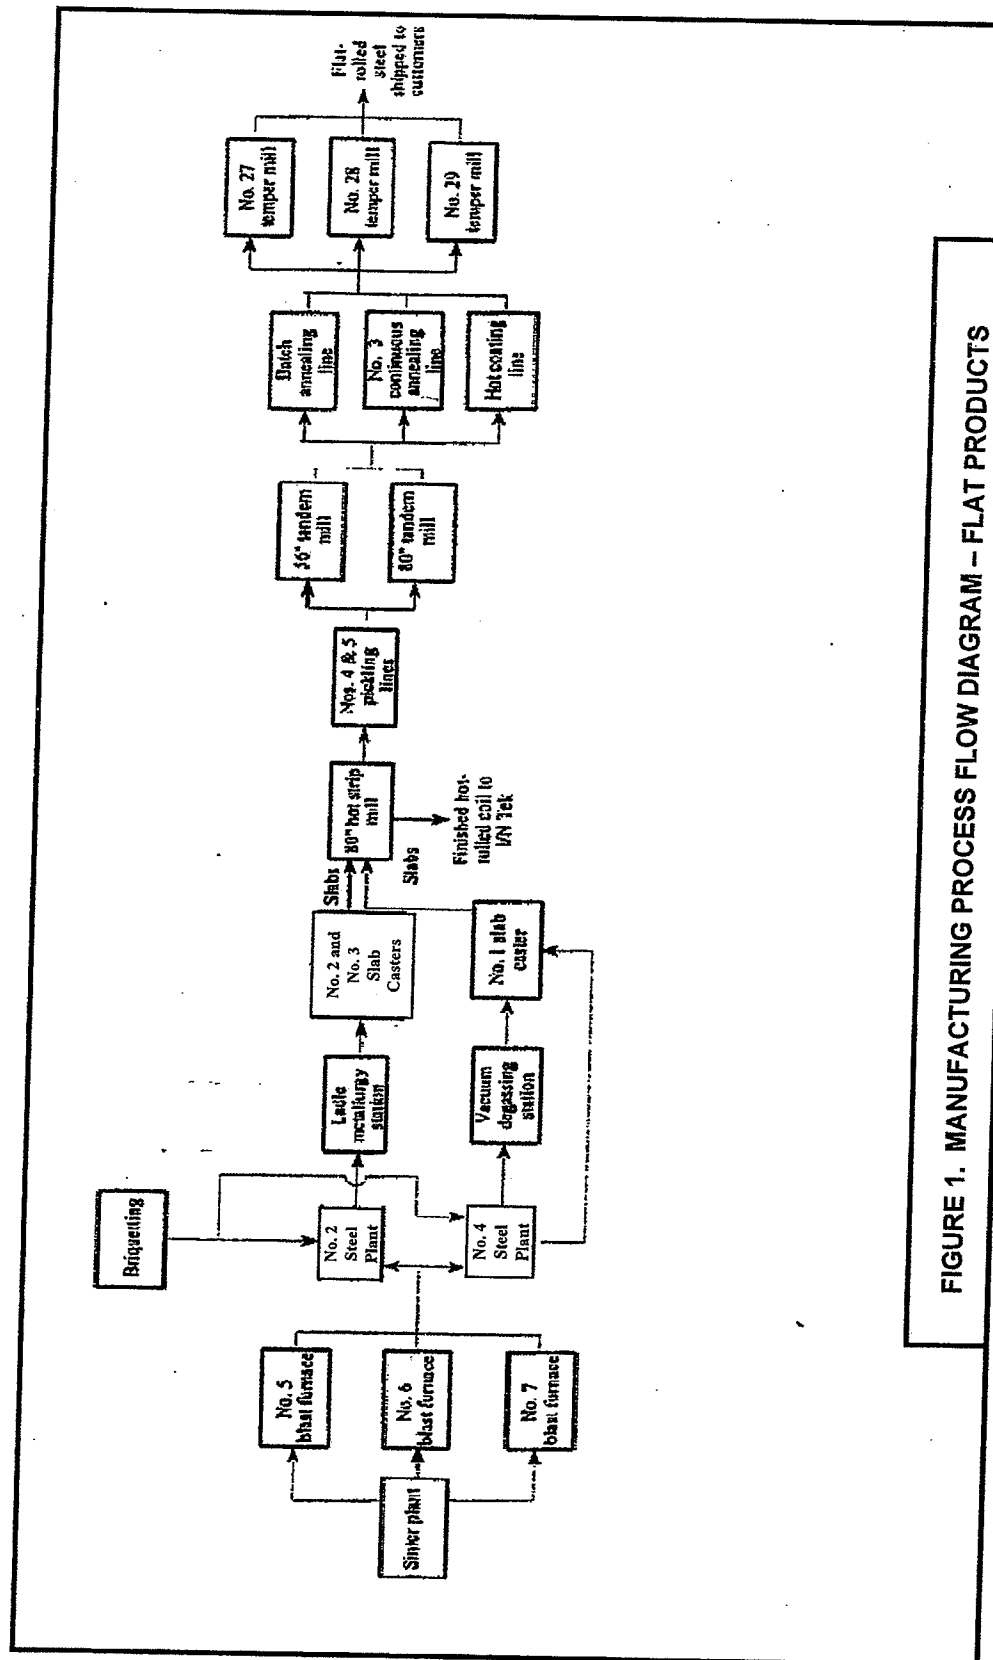 Sinter plant
No. 5
blast furnace
No. 6
blast furnace
No. 7
blast furnace
Briquetting
No. 2
Steel
Plant
No. 4
Steel
Plant
Ladle
metallurgy
station
Vacuum
degassing
station
No. 2 and
No. 3
Slab
Casters
No. 1 slab
caster
Slabs
Slabs
80" hot strip
mill
Finished hot-
rolled coil to
I/N Tek
Nos. 4 & 5
pickling
lines
56" tandem
mill
80" tandem
mill
Batch
annealing
line
No. 3
continuous
annealing
line
Hot coating
line
No. 27
temper mill
No. 28
temper mill
No. 29
temper mill
Flat-
rolled
steel
shipped to
customers
FIGURE 1. MANUFACTURING PROCESS FLOW DIAGRAM – FLAT PRODUCTS